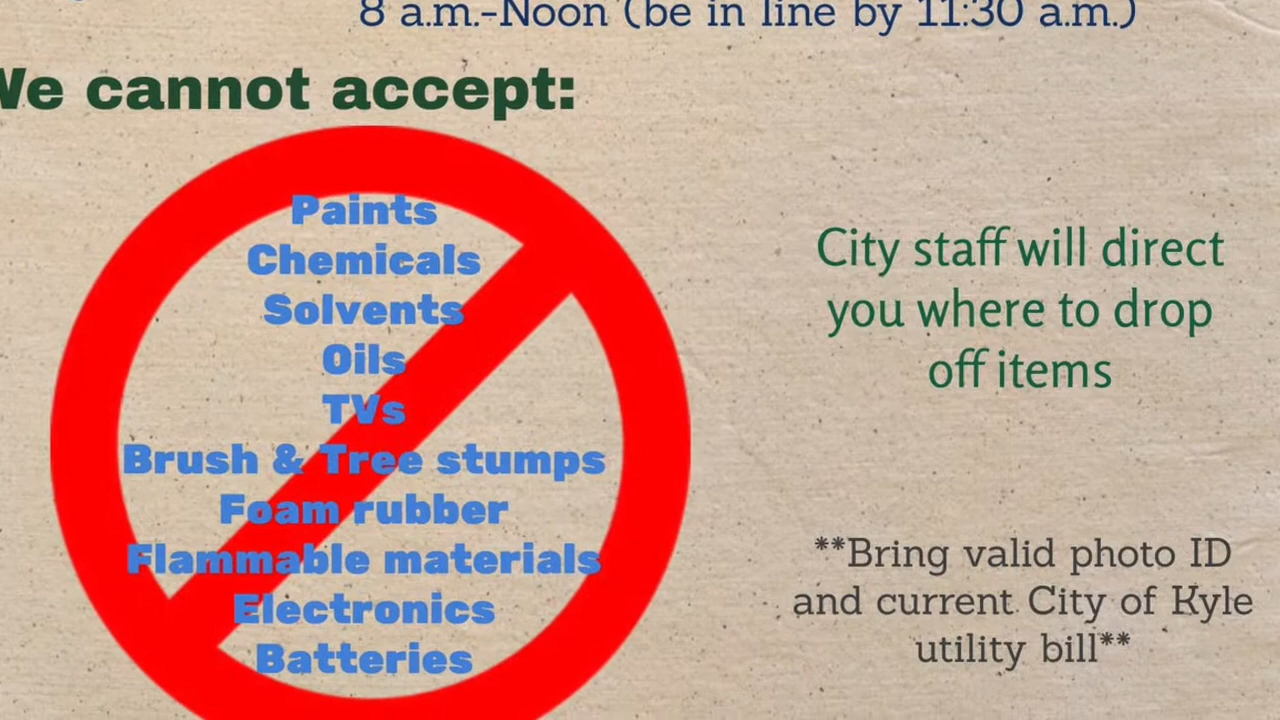 8 a.m.-Noon (be in line by 11:30 a.m.)
We cannot accept:
Paints
Chemicals
Solvents
Oils
TVs
Brush & Tree stumps
Foam rubber
Flammable materials
Electronics
Batteries
City staff will direct
you where to drop
off items
**Bring valid photo ID
and current City of Kyle
utility bill**